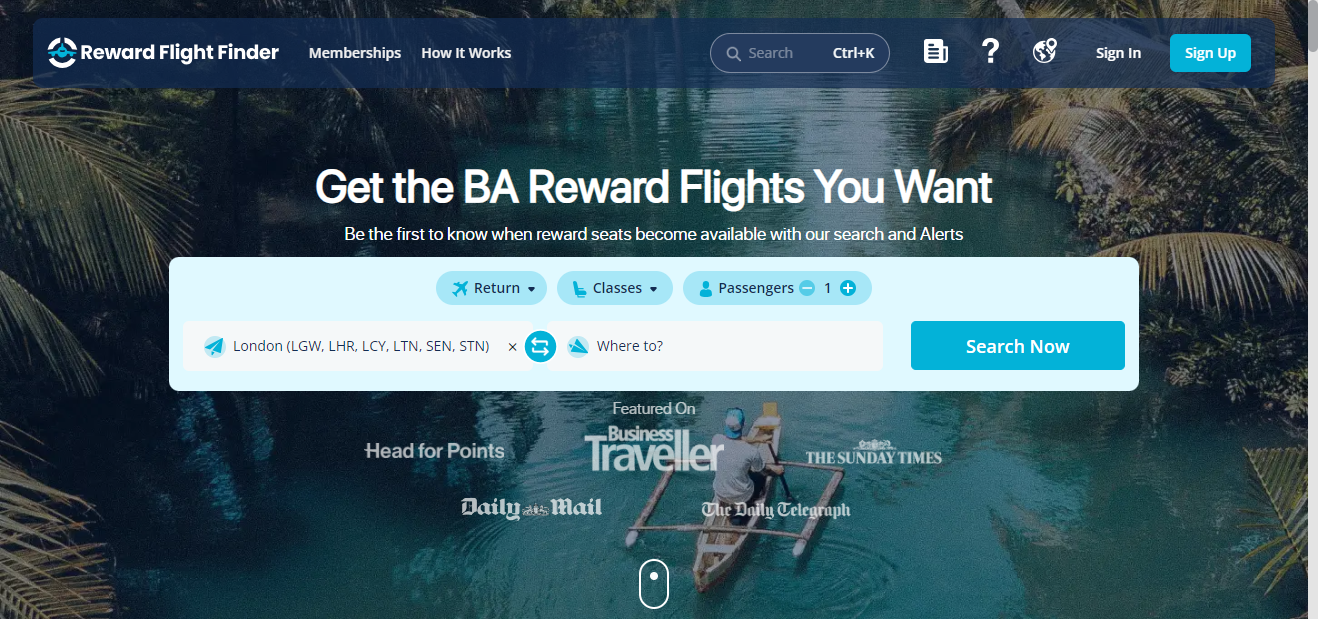 Reward Flight Finder Memberships How It Works Search Ctrl+K Sign In Sign Up
Get the BA Reward Flights You Want
Be the first to know when reward seats become available with our search and Alerts
Return Classes Passengers 1
London (LGW, LHR, LCY, LTN, SEN, STN) × Where to? Search Now
Featured On
Head for Points Business Traveller THE SUNDAY TIMES
Daily Mail The Daily Telegraph